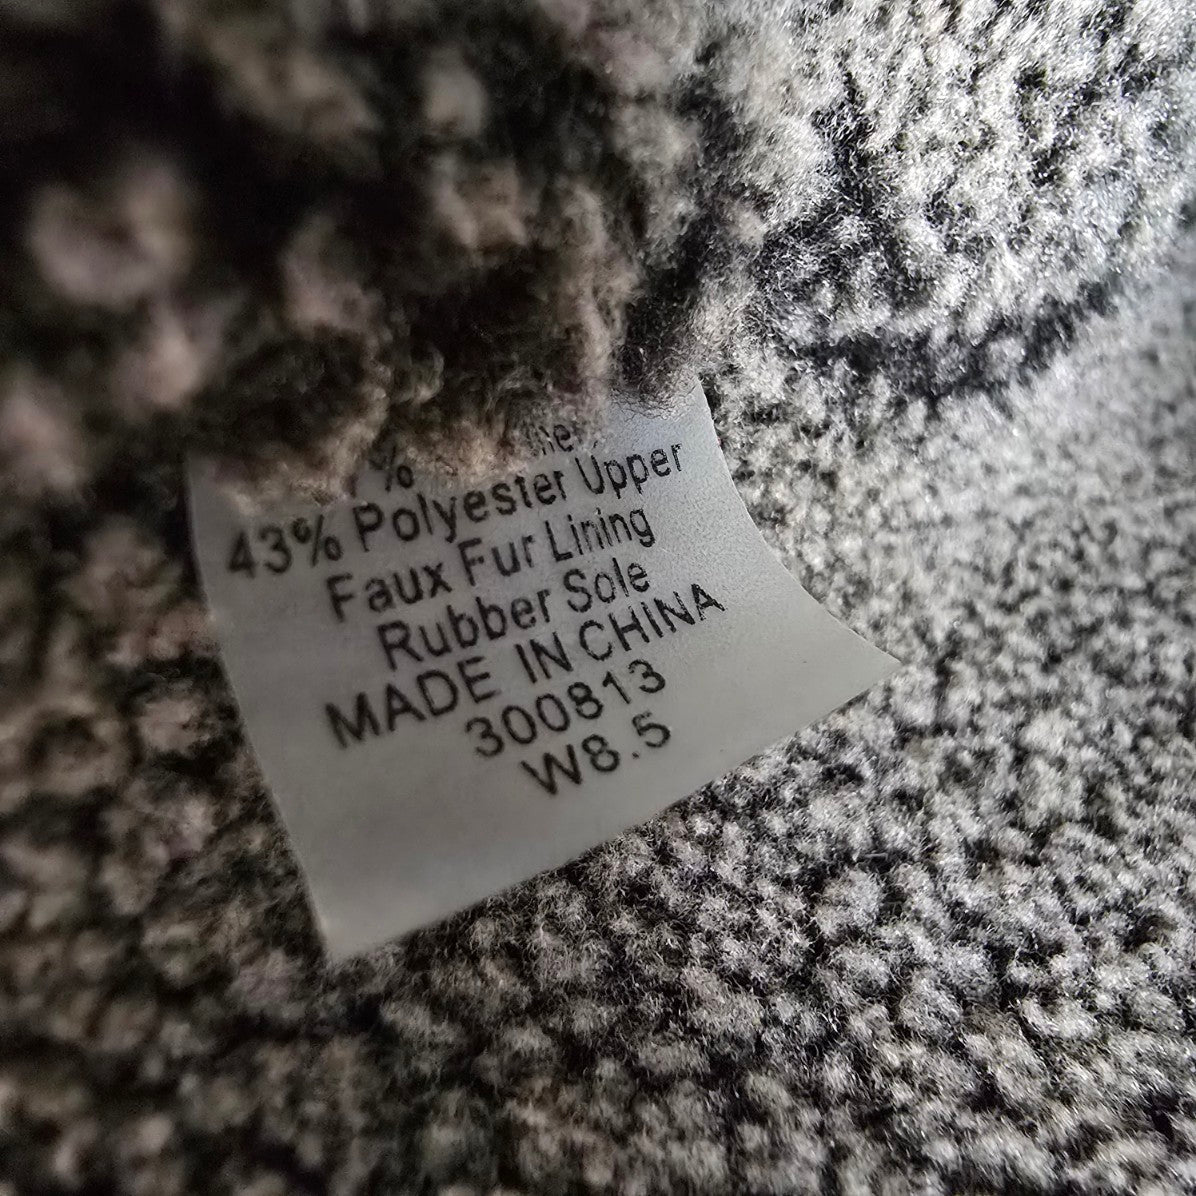 %
43% Polyester Upper
Faux Fur Lining
Rubber Sole
MADE IN CHINA
300813
W8.5